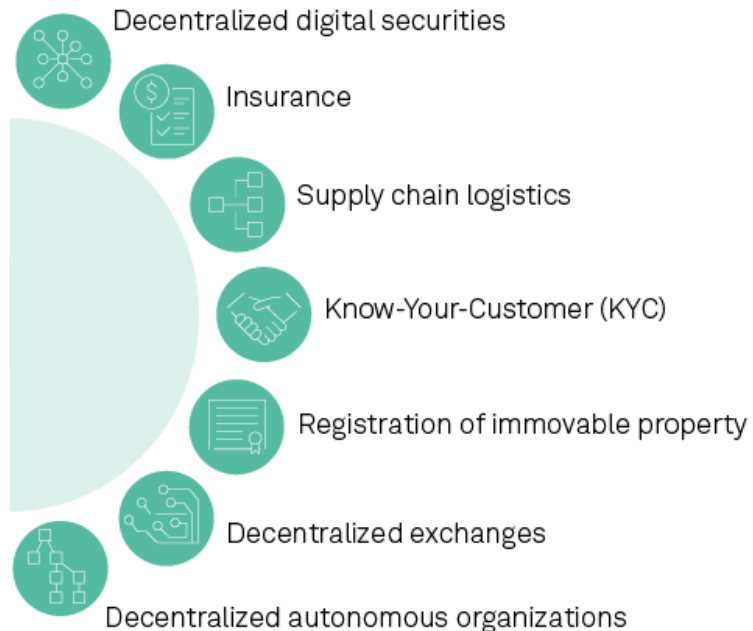 Decentralized digital securities
Insurance
Supply chain logistics
Know-Your-Customer (KYC)
Registration of immovable property
Decentralized exchanges
Decentralized autonomous organizations